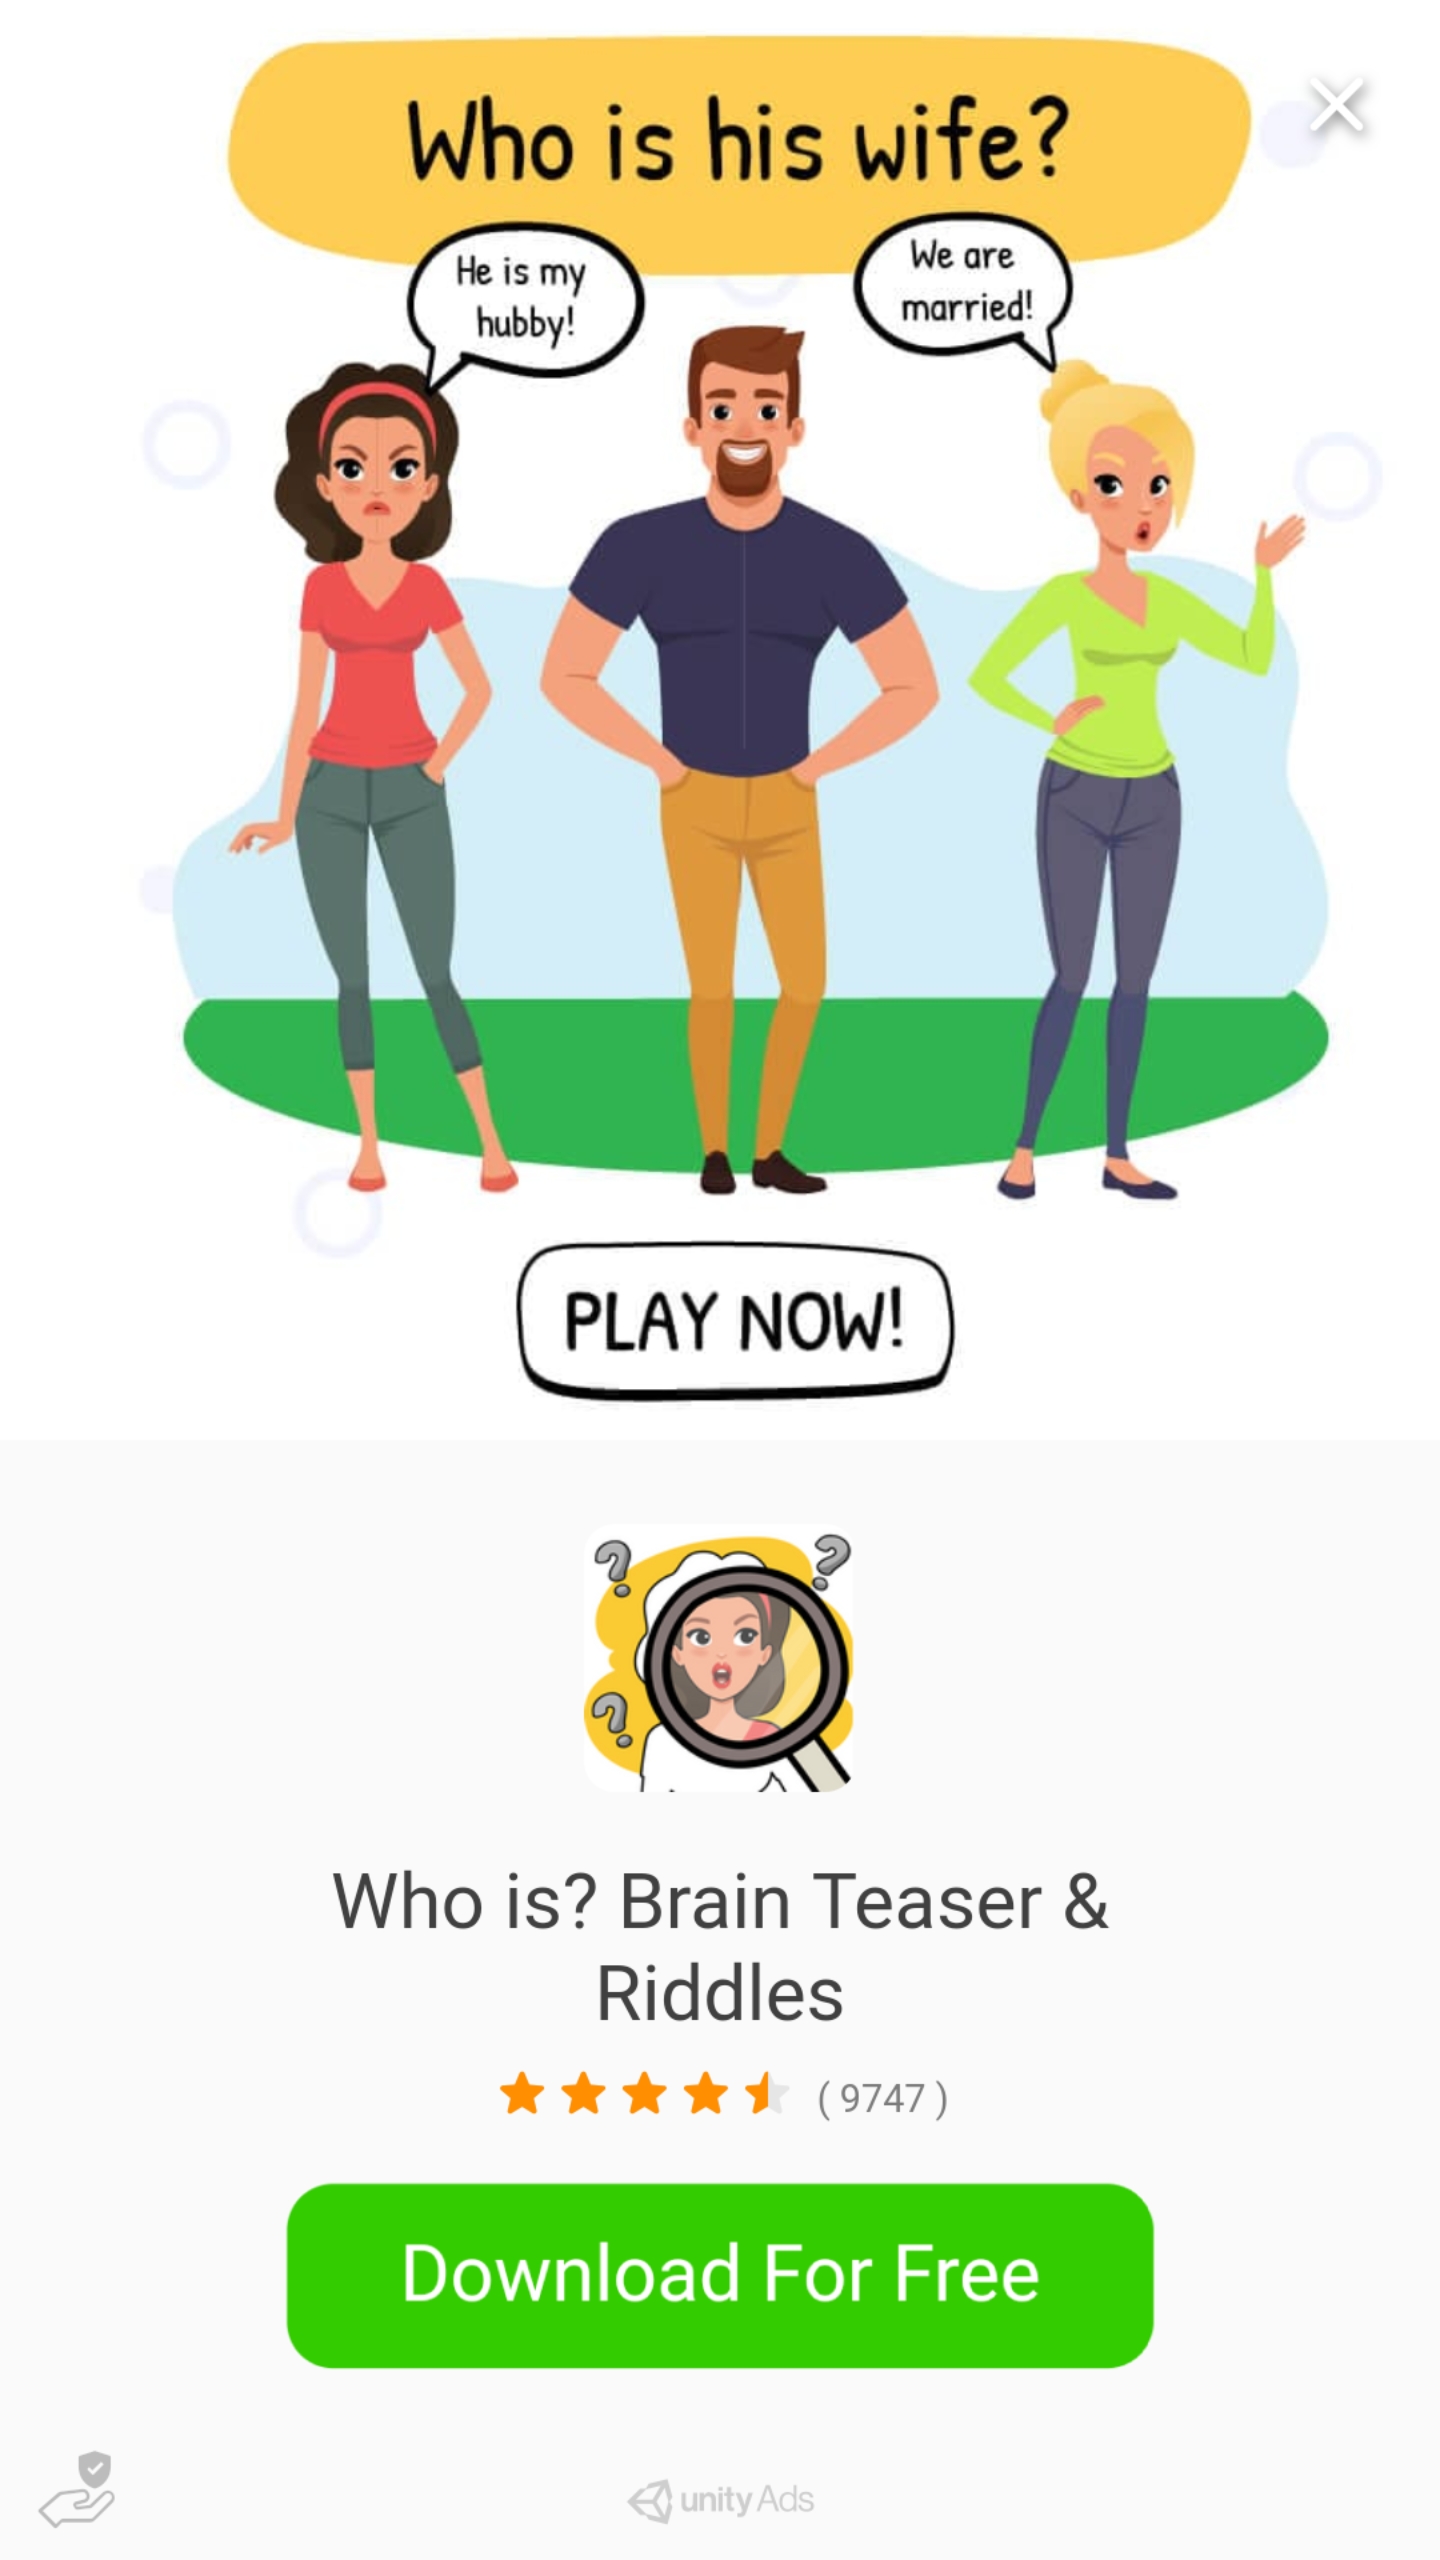 Who is his wife?
He is my
hubby!
We are
married!
PLAY NOW!
Who is? Brain Teaser &
Riddles
( 9747 )
Download For Free
unity Ads